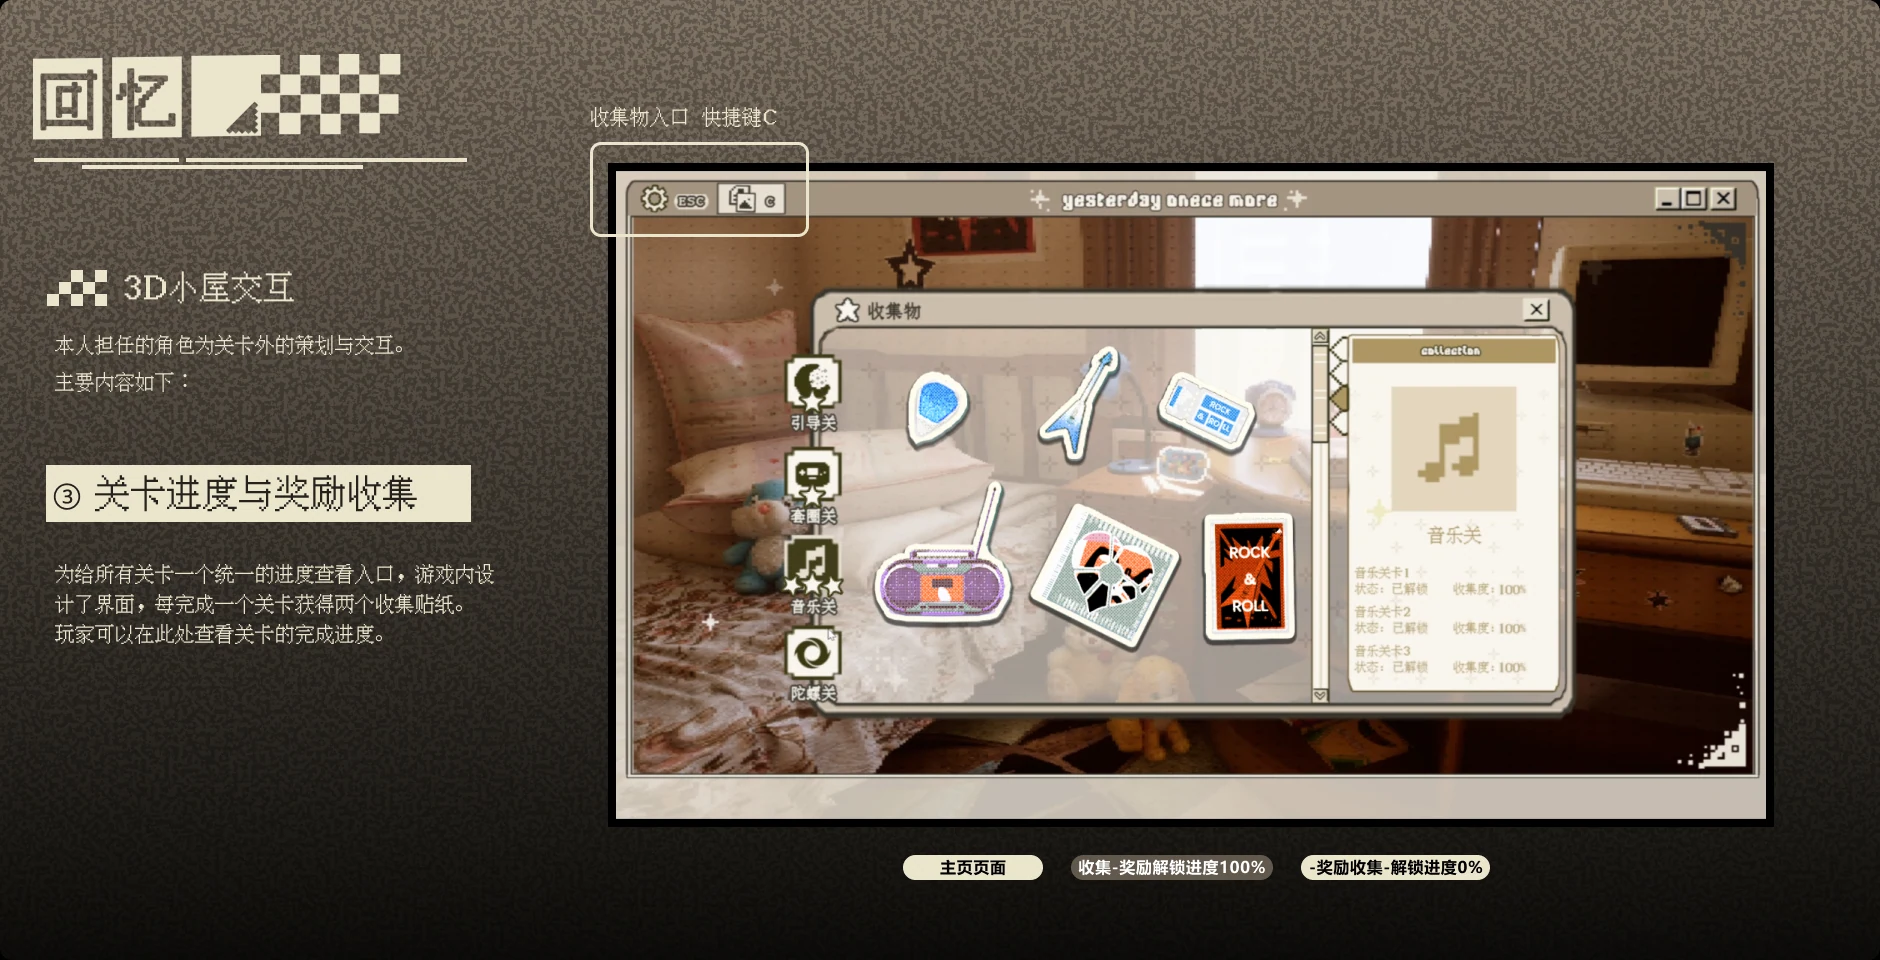 回忆
收集物入口 快捷键C
ESC
C
yesterday onece more
3D小屋交互
本人担任的角色为关卡外的策划与交互。
主要内容如下：
③ 关卡进度与奖励收集
为给所有关卡一个统一的进度查看入口，游戏内设
计了界面，每完成一个关卡获得两个收集贴纸。
玩家可以在此处查看关卡的完成进度。
收集物
引导关
套圈关
音乐关
陀螺关
ROCK
& ROLL
ROCK
&
ROLL
collection
音乐关
音乐关卡1
状态：已解锁 收集度：100%
音乐关卡2
状态：已解锁 收集度：100%
音乐关卡3
状态：已解锁 收集度：100%
主页页面
收集-奖励解锁进度100%
-奖励收集-解锁进度0%